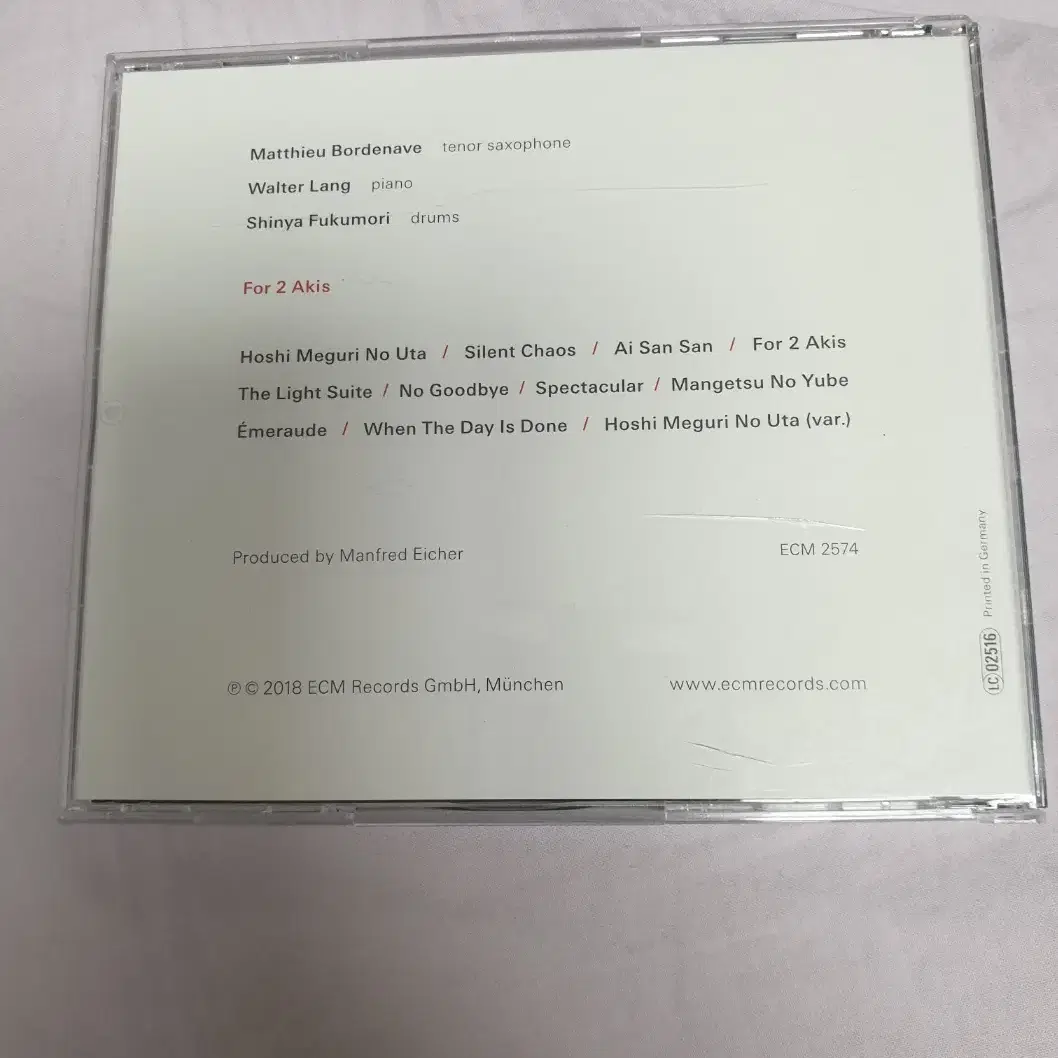 Matthieu Bordenave tenor saxophone
Walter Lang piano
Shinya Fukumori drums
For 2 Akis
Hoshi Meguri No Uta / Silent Chaos / Ai San San / For 2 Akis
The Light Suite / No Goodbye / Spectacular / Mangetsu No Yube
Émeraude / When The Day Is Done / Hoshi Meguri No Uta (var.)
Produced by Manfred Eicher
ECM 2574
℗ © 2018 ECM Records GmbH, München
www.ecmrecords.com
LC 02516 Printed in Germany